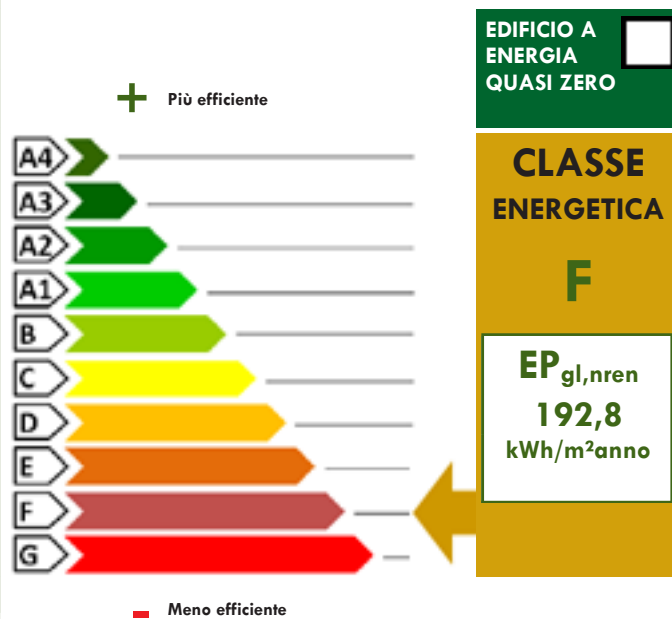 EDIFICIO A
ENERGIA
QUASI ZERO
+ Più efficiente
A4
A3
A2
A1
B
C
D
E
F
G
- Meno efficiente
CLASSE
ENERGETICA
F
EPgl,nren
192,8
kWh/m²anno